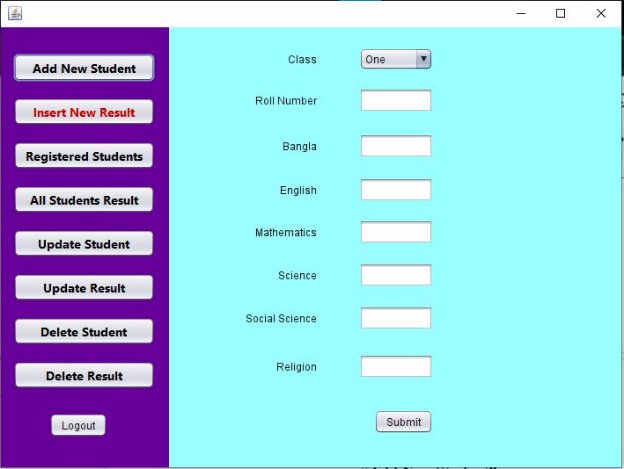 Add New Student
Insert New Result
Registered Students
All Students Result
Update Student
Update Result
Delete Student
Delete Result
Logout
Class One
Roll Number
Bangla
English
Mathematics
Science
Social Science
Religion
Submit